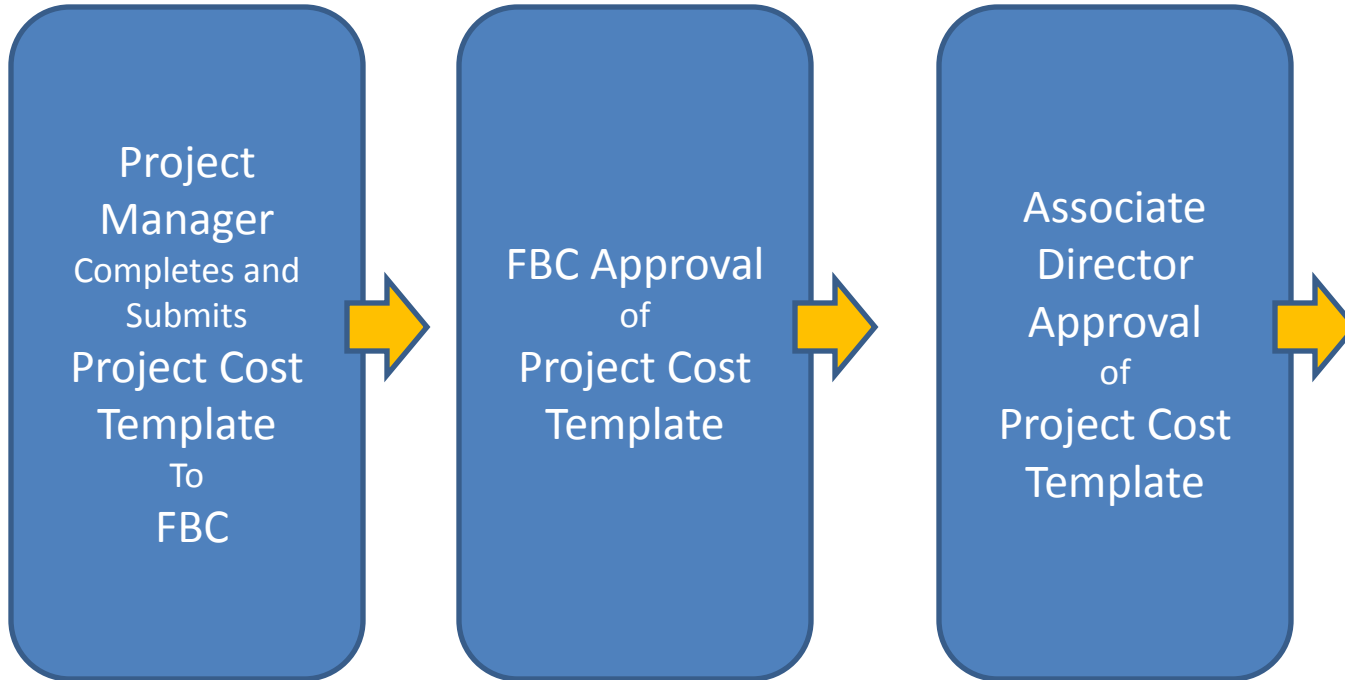 Project
Manager
Completes and
Submits
Project Cost
Template
To
FBC
FBC Approval
of
Project Cost
Template
Associate
Director
Approval
of
Project Cost
Template